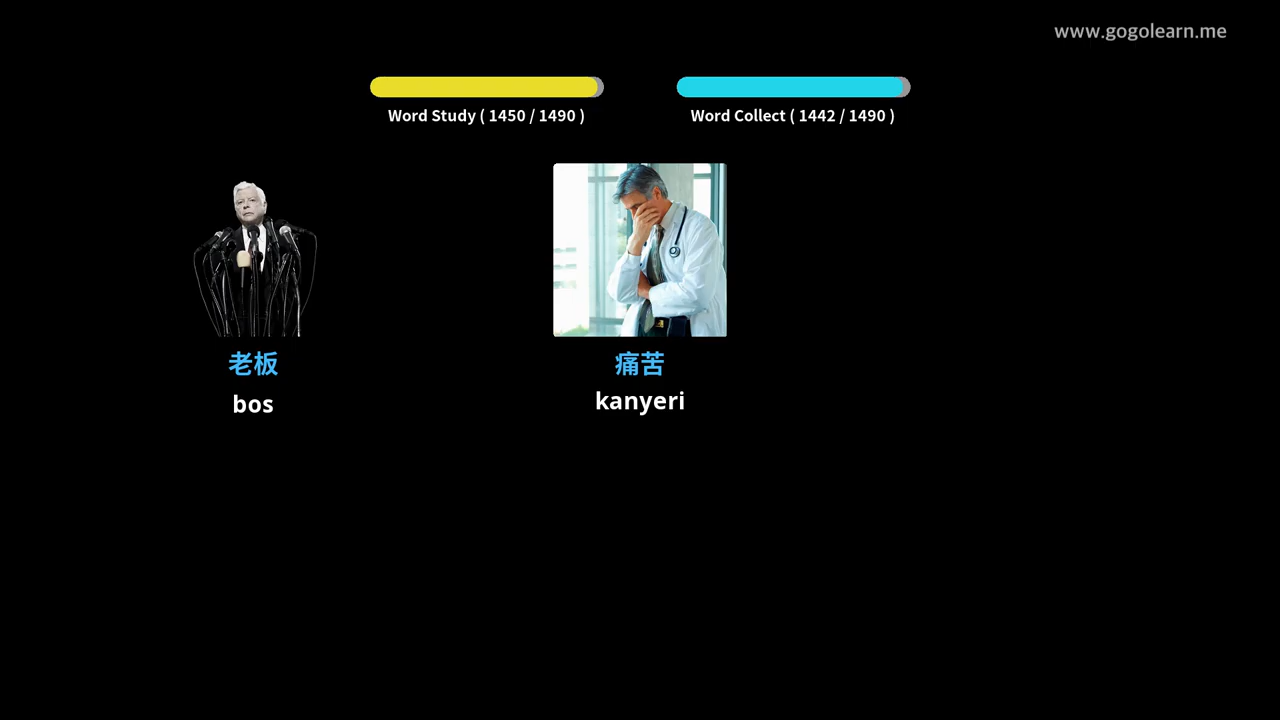 www.gogolearn.me
Word Study ( 1450 / 1490 )
Word Collect ( 1442 / 1490 )
老板
bos
痛苦
kanyeri